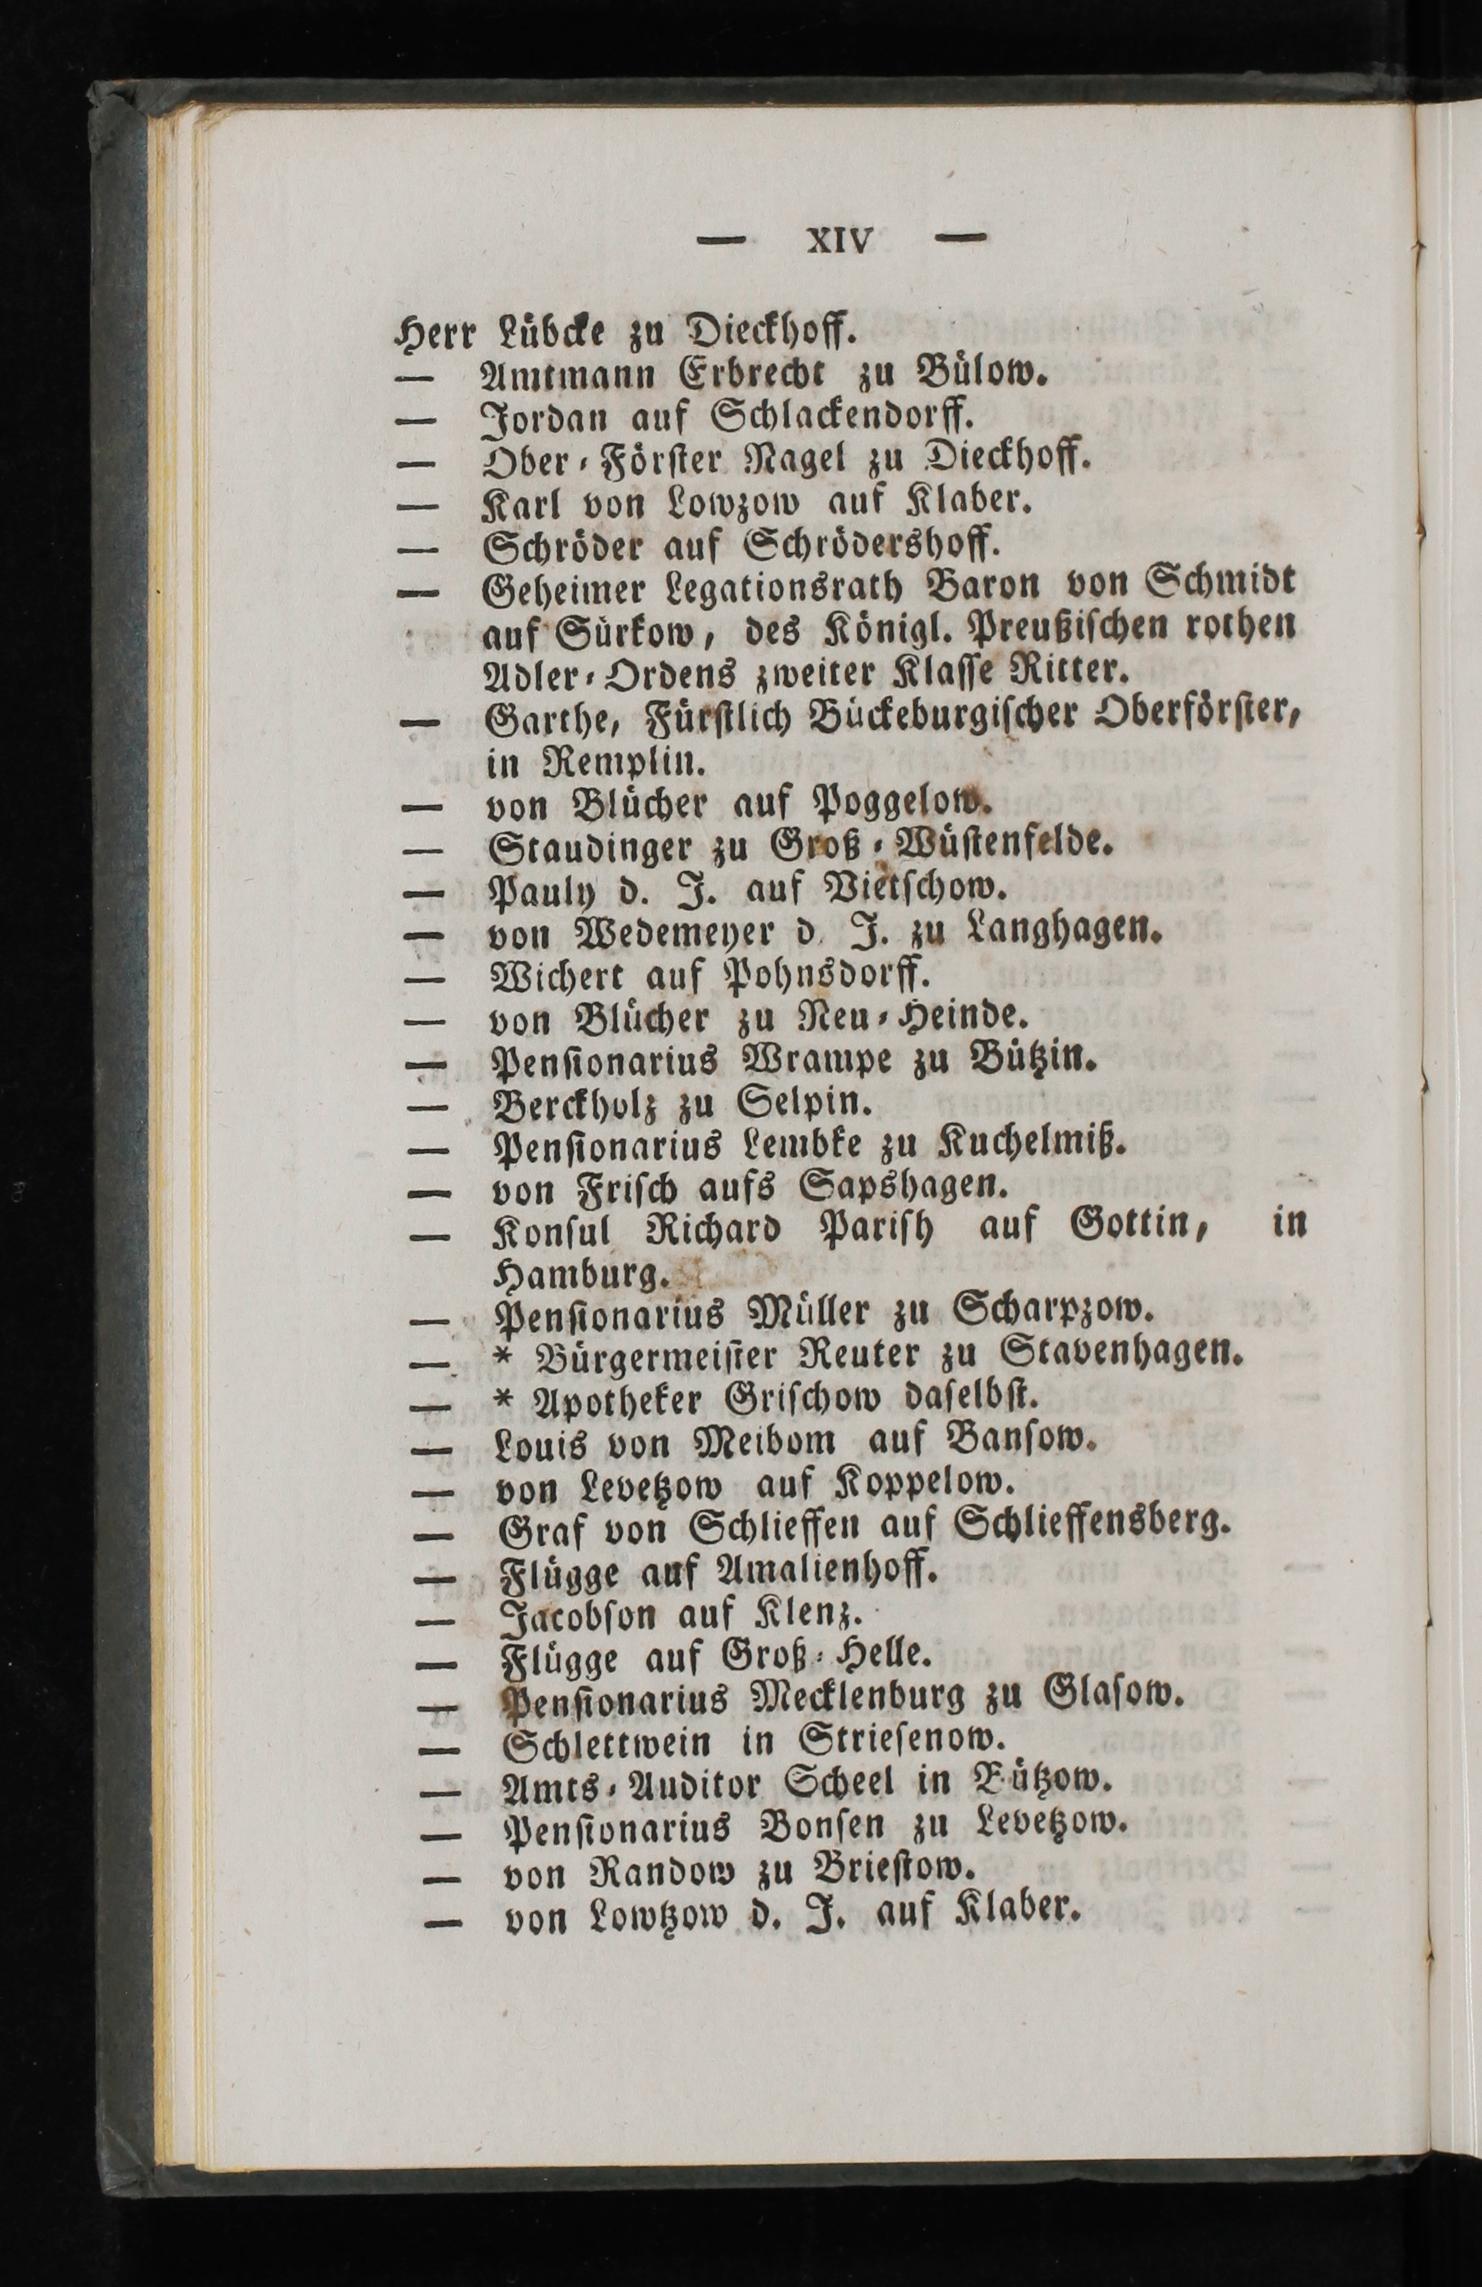 — XIV —
Herr Lübcke zu Dieckhoff.
— Amtmann Erbrecht zu Bülow.
— Jordan auf Schlackendorff.
— Ober-Förſter Nagel zu Dieckhoff.
— Karl von Lowzow auf Klaber.
— Schröder auf Schrödershoff.
— Geheimer Legationsrath Baron von Schmidt
auf Sürkow, des Königl. Preußiſchen rothen
Adler-Ordens zweiter Klaſſe Ritter.
— Garthe, Fürſtlich Bückeburgiſcher Oberförſter,
in Remplin.
— von Blücher auf Poggelow.
— Staudinger zu Groß-Wüſtenfelde.
— Pauly d. J. auf Vietſchow.
— von Wedemeyer d. J. zu Langhagen.
— Wichert auf Pohnsdorff.
— von Blücher zu Neu-Heinde.
— Penſionarius Wrampe zu Bützin.
— Berckholz zu Selpin.
— Penſionarius Lembke zu Kuchelmiß.
— von Friſch aufs Sapshagen.
— Konſul Richard Pariſh auf Gottin, in
Hamburg.
— Penſionarius Müller zu Scharpzow.
— * Bürgermeiſter Reuter zu Stavenhagen.
— * Apotheker Griſchow daſelbſt.
— Louis von Meibom auf Banſow.
— von Levetzow auf Koppelow.
— Graf von Schlieffen auf Schlieffensberg.
— Flügge auf Amalienhoff.
— Jacobſon auf Klenz.
— Flügge auf Groß-Helle.
— Penſionarius Mecklenburg zu Glaſow.
— Schlettwein in Strieſenow.
— Amts-Auditor Scheel in Bützow.
— Penſionarius Bonſen zu Levetzow.
— von Randow zu Brieſtow.
— von Lowtzow d. J. auf Klaber.